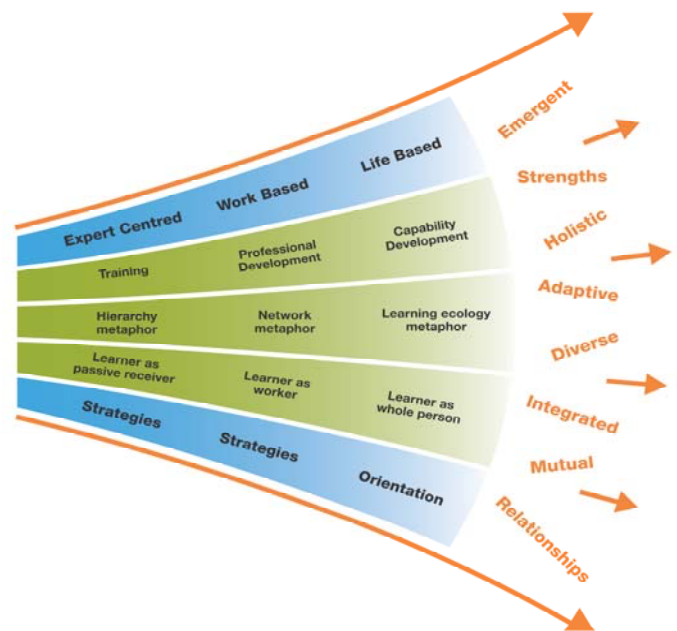 Expert Centred
Work Based
Life Based
Training
Professional
Development
Capability
Development
Hierarchy
metaphor
Network
metaphor
Learning ecology
metaphor
Learner as
passive receiver
Learner as
worker
Learner as
whole person
Strategies
Strategies
Orientation
Emergent
Strengths
Holistic
Adaptive
Diverse
Integrated
Mutual
Relationships